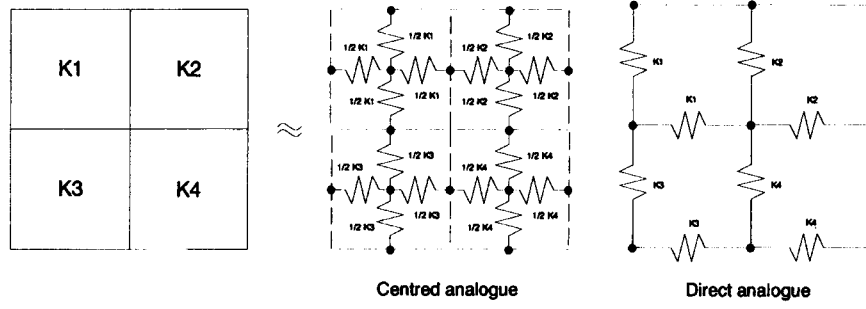 K1 K2
K3 K4
≈
1/2 K1 1/2 K2
1/2 K1 1/2 K1 1/2 K2 1/2 K2
1/2 K1 1/2 K2
1/2 K3 1/2 K4
1/2 K3 1/2 K3 1/2 K4 1/2 K4
1/2 K3 1/2 K4
Centred analogue
K1 K2
K1 K2
K3 K4
K3 K4
Direct analogue